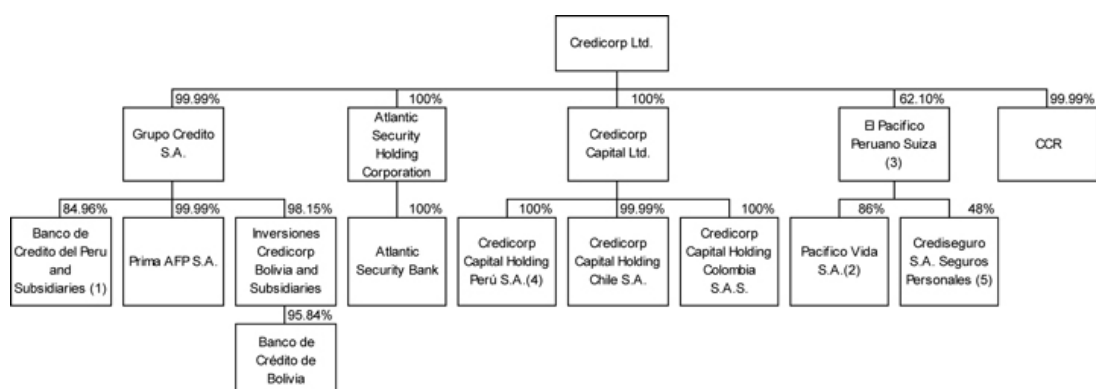 Credicorp Ltd.
99.99%
100%
100%
62.10%
99.99%
Grupo Credito
S.A.
Atlantic
Security
Holding
Corporation
Credicorp
Capital Ltd.
El Pacifico
Peruano Suiza
(3)
CCR
84.96%
99.99%
98.15%
100%
100%
99.99%
100%
86%
48%
Banco de
Credito del Peru
and
Subsidiaries (1)
Prima AFP S.A.
Inversiones
Credicorp
Bolivia and
Subsidiaries
Atlantic
Security Bank
Credicorp
Capital Holding
Perú S.A.(4)
Credicorp
Capital Holding
Chile S.A.
Credicorp
Capital Holding
Colombia
S.A.S.
Pacifico Vida
S.A.(2)
Crediseguro
S.A. Seguros
Personales (5)
95.84%
Banco de
Crédito de
Bolivia